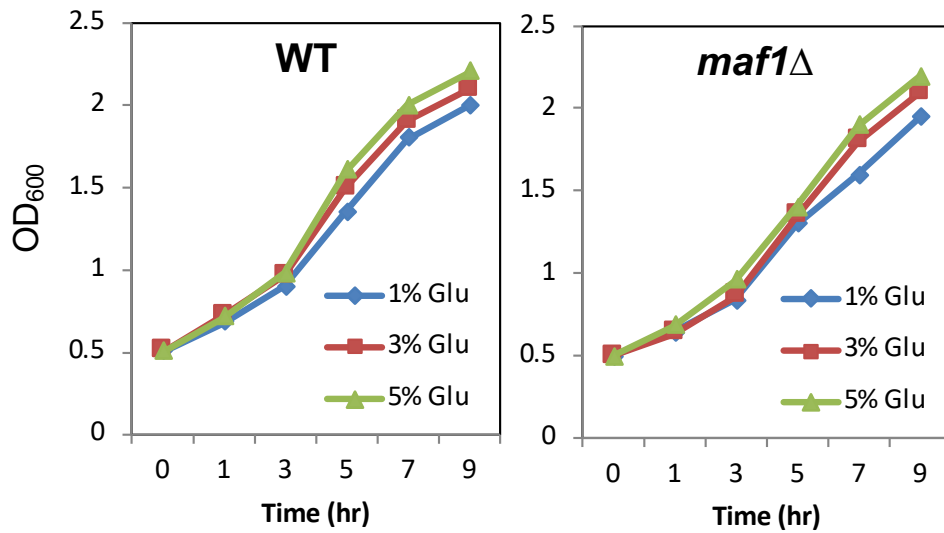 WT
OD600
2.5
2
1.5
1
0.5
0
1% Glu
3% Glu
5% Glu
0 1 3 5 7 9
Time (hr)
maf1Δ
2.5
2
1.5
1
0.5
0
1% Glu
3% Glu
5% Glu
0 1 3 5 7 9
Time (hr)